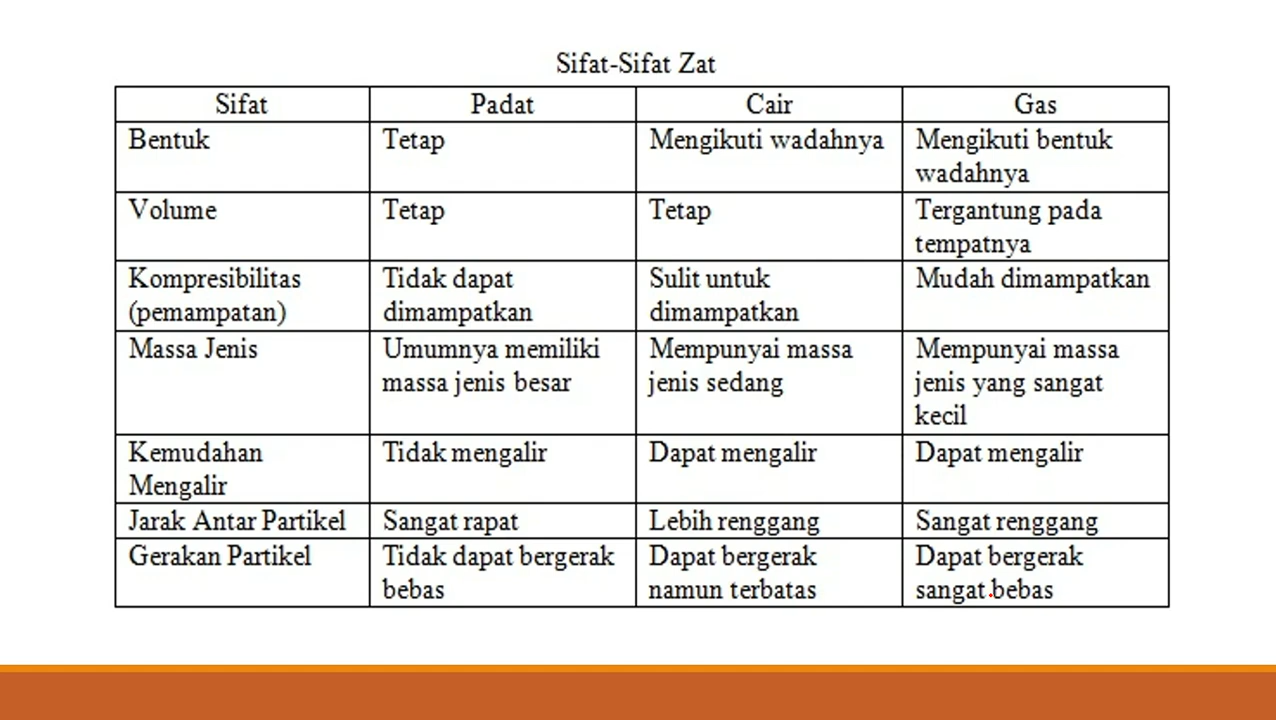 Sifat-Sifat Zat
Sifat
Padat
Cair
Gas
Bentuk
Tetap
Mengikuti wadahnya
Mengikuti bentuk
wadahnya
Volume
Tetap
Tetap
Tergantung pada
tempatnya
Kompresibilitas
(pemampatan)
Tidak dapat
dimampatkan
Sulit untuk
dimampatkan
Mudah dimampatkan
Massa Jenis
Umumnya memiliki
massa jenis besar
Mempunyai massa
jenis sedang
Mempunyai massa
jenis yang sangat
kecil
Kemudahan
Mengalir
Tidak mengalir
Dapat mengalir
Dapat mengalir
Jarak Antar Partikel
Sangat rapat
Lebih renggang
Sangat renggang
Gerakan Partikel
Tidak dapat bergerak
bebas
Dapat bergerak
namun terbatas
Dapat bergerak
sangat bebas